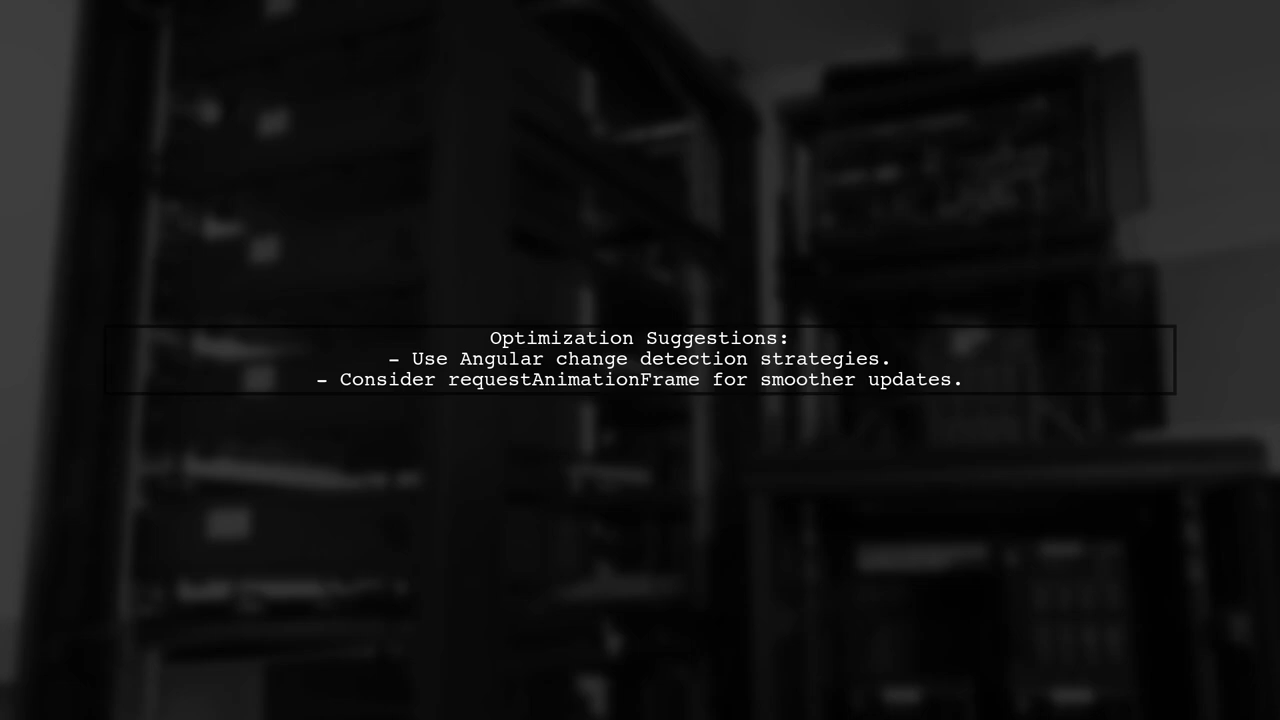 Optimization Suggestions:
- Use Angular change detection strategies.
- Consider requestAnimationFrame for smoother updates.